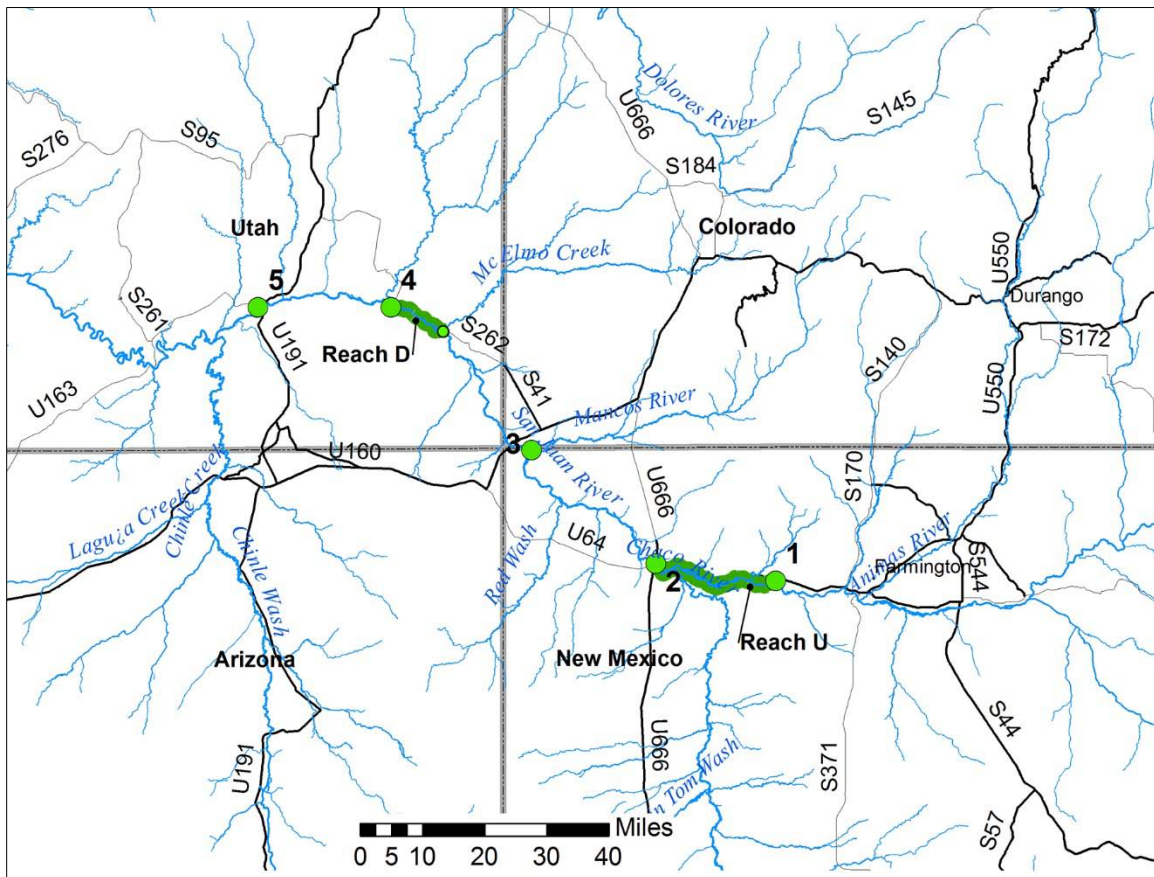 Dolores River
U666
S145
S276
S95
S184
Utah
Colorado
Mc Elmo Creek
U550
5
4
Durango
S261
S262
Reach D
U191
S172
S140
S41
U163
U550
Mancos River
3
San Juan River
U160
S170
U666
Laguįa Creek
Chinle Creek
U64
Chaco River
1
Animas River
Farmington
S544
Red Wash
2
Chinle Wash
Arizona
New Mexico
Reach U
U666
S44
U191
S371
n Tom Wash
S57
Miles
0 5 10 20 30 40